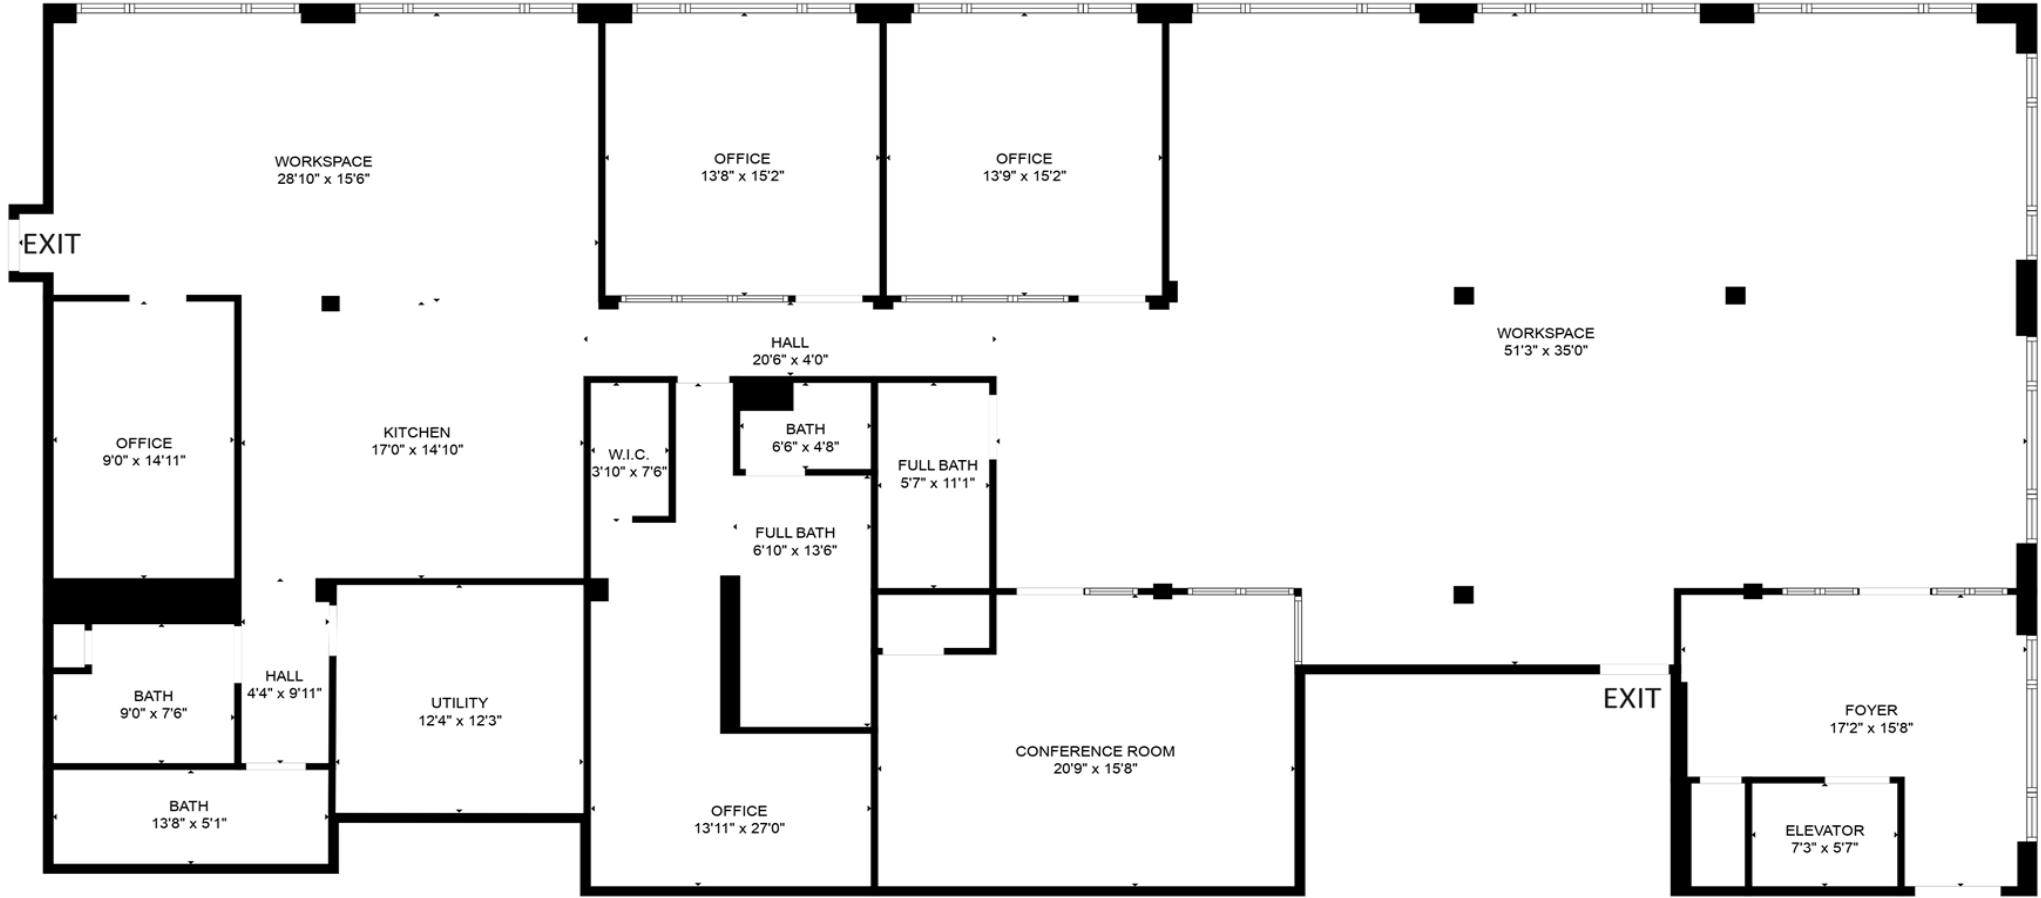 WORKSPACE
28'10" x 15'6"
OFFICE
13'8" x 15'2"
OFFICE
13'9" x 15'2"
EXIT
WORKSPACE
51'3" x 35'0"
HALL
20'6" x 4'0"
OFFICE
9'0" x 14'11"
KITCHEN
17'0" x 14'10"
W.I.C.
3'10" x 7'6"
BATH
6'6" x 4'8"
FULL BATH
5'7" x 11'1"
FULL BATH
6'10" x 13'6"
HALL
4'4" x 9'11"
BATH
9'0" x 7'6"
UTILITY
12'4" x 12'3"
EXIT
FOYER
17'2" x 15'8"
CONFERENCE ROOM
20'9" x 15'8"
BATH
13'8" x 5'1"
OFFICE
13'11" x 27'0"
ELEVATOR
7'3" x 5'7"